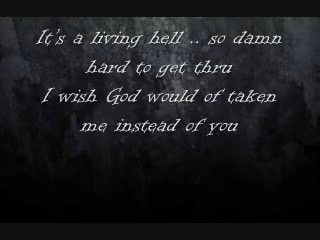 It's a living hell .. so damn
hard to get thru
I wish God would of taken
me instead of you